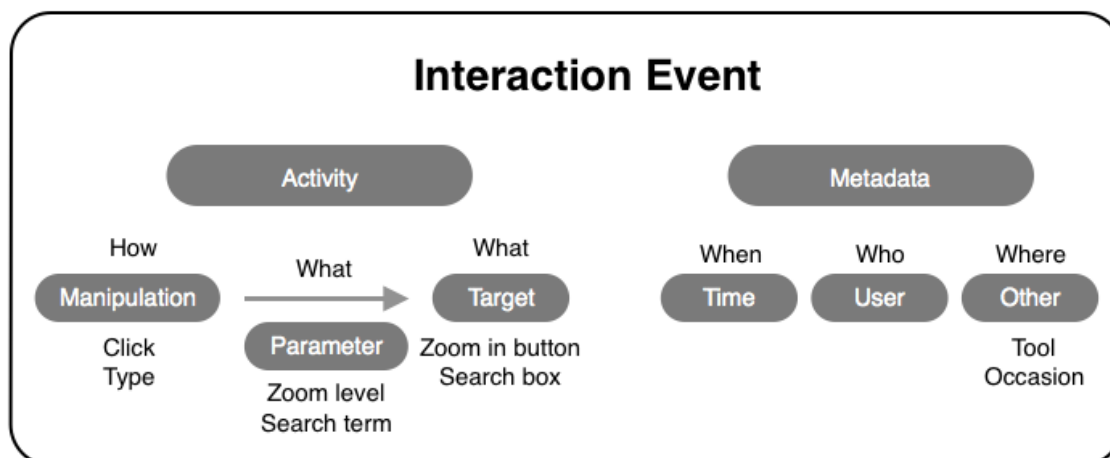 Interaction Event
Activity
Metadata
How
What
What
Manipulation
Parameter
Target
Click
Type
Zoom level
Search term
Zoom in button
Search box
When
Who
Where
Time
User
Other
Tool
Occasion